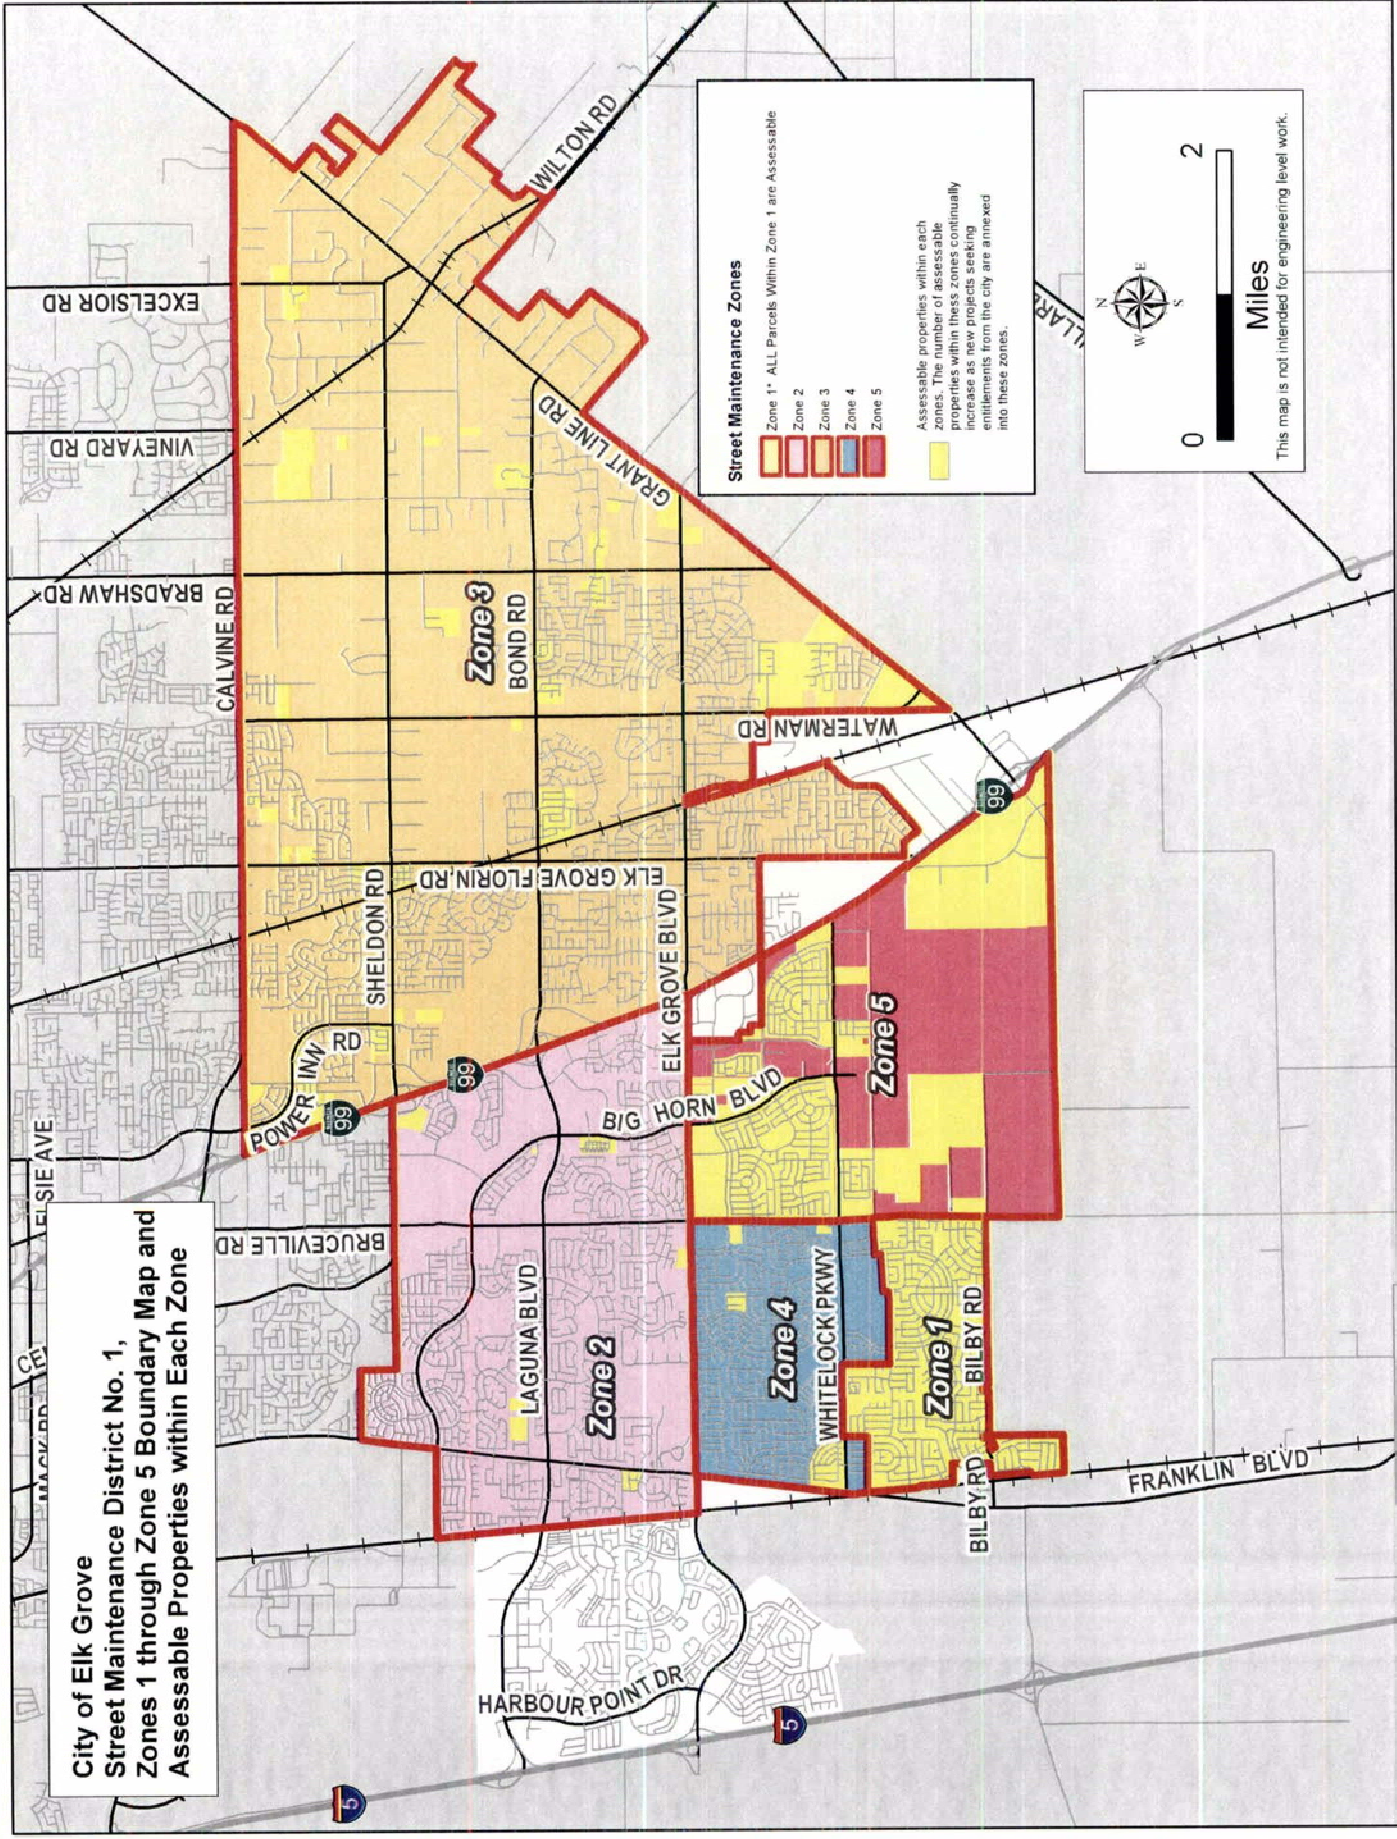 City of Elk Grove
Street Maintenance District No. 1,
Zones 1 through Zone 5 Boundary Map and
Assessable Properties within Each Zone
ELSIE AVE
MACK RD
POWER INN
RD
CALVINE RD
BRADSHAW RD
VINEYARD RD
EXCELSIOR RD
BRUCEVILLE RD
99
SHELDON RD
99
ELK GROVE FLORIN RD
Zone 3
BOND RD
GRANT LINE RD
WILTON RD
LAGUNA BLVD
Zone 2
BIG HORN BLVD
ELK GROVE BLVD
WATERMAN RD
HARBOUR POINT DR
5
5
Zone 4
WHITELOCK PKWY
Zone 5
99
Zone 1
BILBY RD
BILBY RD
FRANKLIN BLVD
Street Maintenance Zones
Zone 1* ALL Parcels Within Zone 1 are Assessable
Zone 2
Zone 3
Zone 4
Zone 5
Assessable properties within each
zones. The number of assessable
properties within thess zones continually
increase as new projects seeking
entitlements from the city are annexed
into these zones.
N
W
E
S
0
2
Miles
This map is not intended for engineering level work.